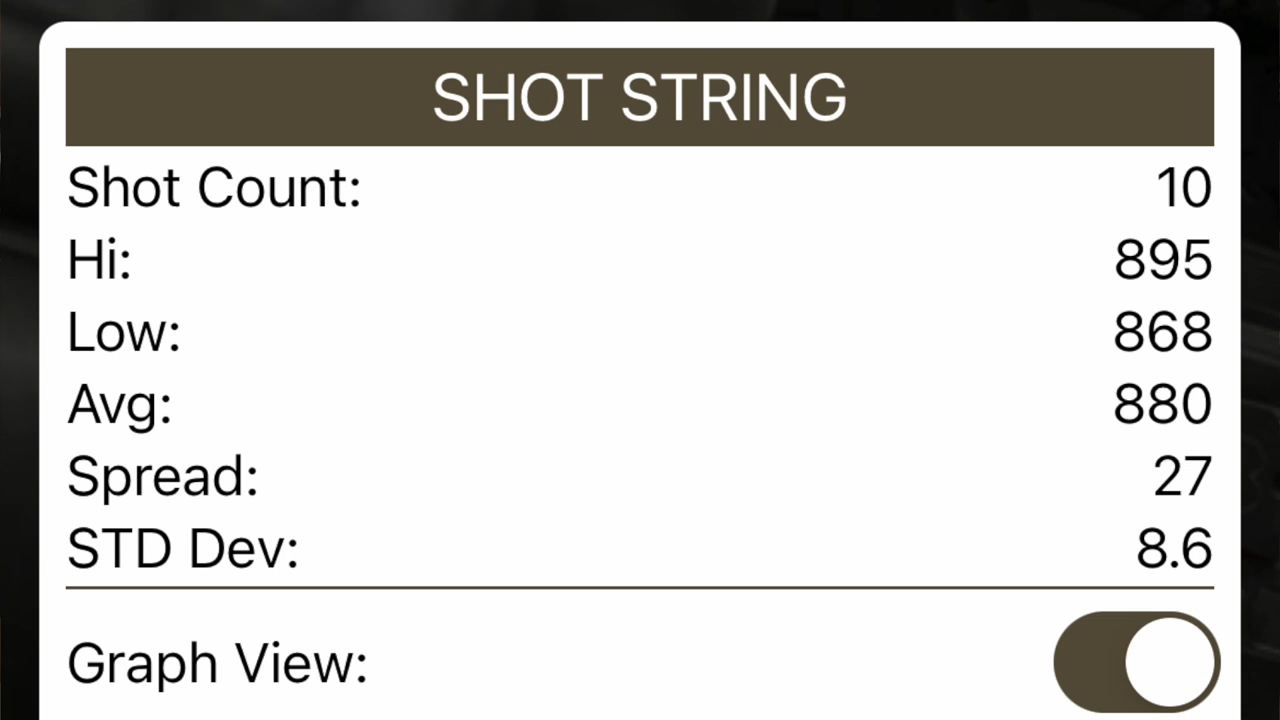 SHOT STRING
Shot Count: 10
Hi: 895
Low: 868
Avg: 880
Spread: 27
STD Dev: 8.6
Graph View: